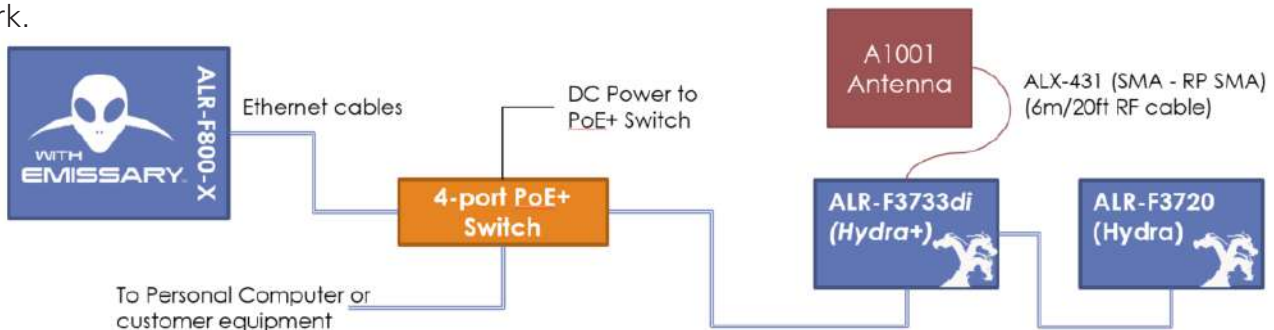 rk.
WITH
EMISSARY
ALR-F800-X
Ethernet cables
DC Power to
PoE+ Switch
4-port PoE+
Switch
To Personal Computer or
customer equipment
A1001
Antenna
ALX-431 (SMA - RP SMA)
(6m/20ft RF cable)
ALR-F3733di
(Hydra+)
ALR-F3720
(Hydra)